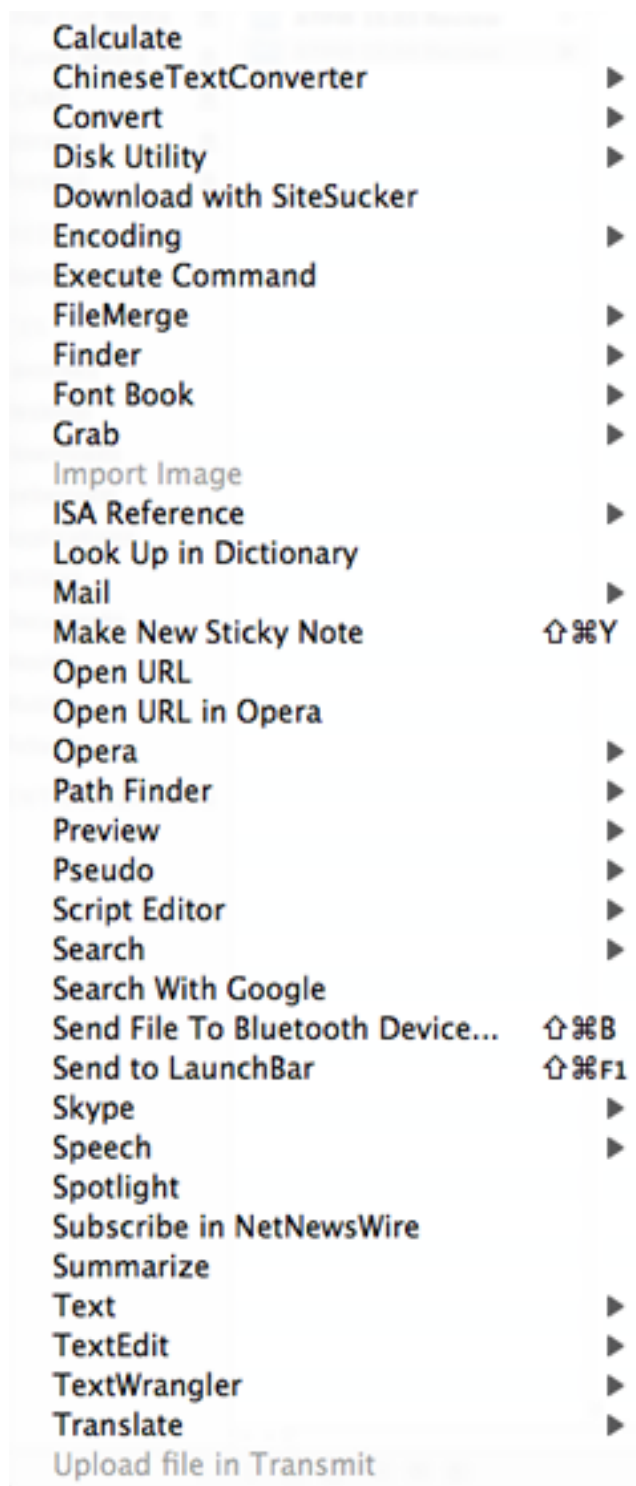 Calculate
ChineseTextConverter
Convert
Disk Utility
Download with SiteSucker
Encoding
Execute Command
FileMerge
Finder
Font Book
Grab
Import Image
ISA Reference
Look Up in Dictionary
Mail
Make New Sticky Note ⇧⌘Y
Open URL
Open URL in Opera
Opera
Path Finder
Preview
Pseudo
Script Editor
Search
Search With Google
Send File To Bluetooth Device... ⇧⌘B
Send to LaunchBar ⇧⌘F1
Skype
Speech
Spotlight
Subscribe in NetNewsWire
Summarize
Text
TextEdit
TextWrangler
Translate
Upload file in Transmit